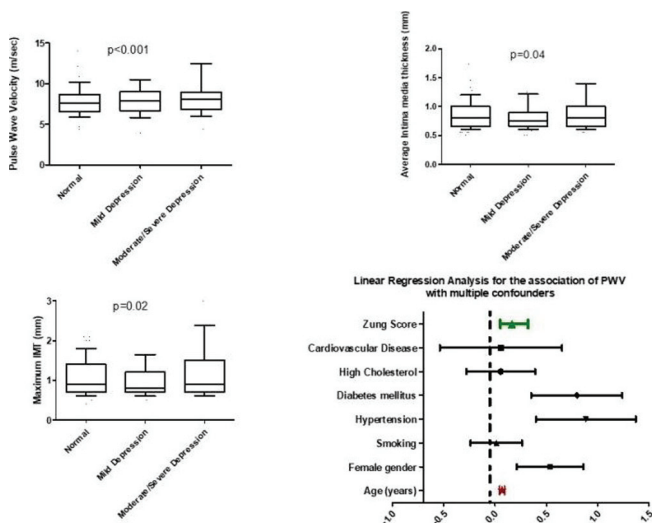 Pulse Wave Velocity (m/sec)
15
10
5
0
p<0.001
Normal
Mild Depression
Moderate/Severe Depression
Average Intima media thickness (mm)
2.0
1.5
1.0
0.5
0.0
p=0.04
Normal
Mild Depression
Moderate/Severe Depression
Maximum IMT (mm)
3
2
1
0
p=0.02
Normal
Mild Depression
Moderate/Severe Depression
Linear Regression Analysis for the association of PWV
with multiple confounders
Zung Score
Cardiovascular Disease
High Cholesterol
Diabetes mellitus
Hypertension
Smoking
Female gender
Age (years)
-1.0
-0.5
0.0
0.5
1.0
1.5